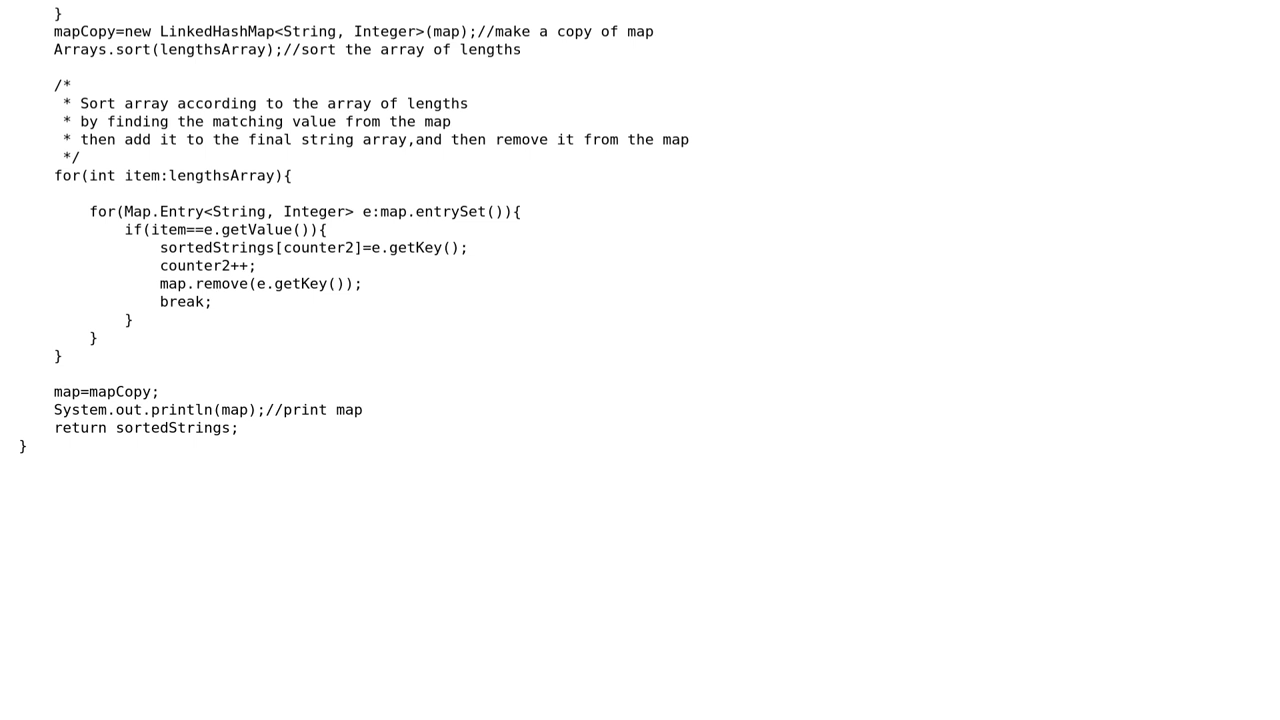 }
mapCopy=new LinkedHashMap<String, Integer>(map);//make a copy of map
Arrays.sort(lengthsArray);//sort the array of lengths
/*
* Sort array according to the array of lengths
* by finding the matching value from the map
* then add it to the final string array,and then remove it from the map
*/
for(int item:lengthsArray){
for(Map.Entry<String, Integer> e:map.entrySet()){
if(item==e.getValue()){
sortedStrings[counter2]=e.getKey();
counter2++;
map.remove(e.getKey());
break;
}
}
}
map=mapCopy;
System.out.println(map);//print map
return sortedStrings;
}